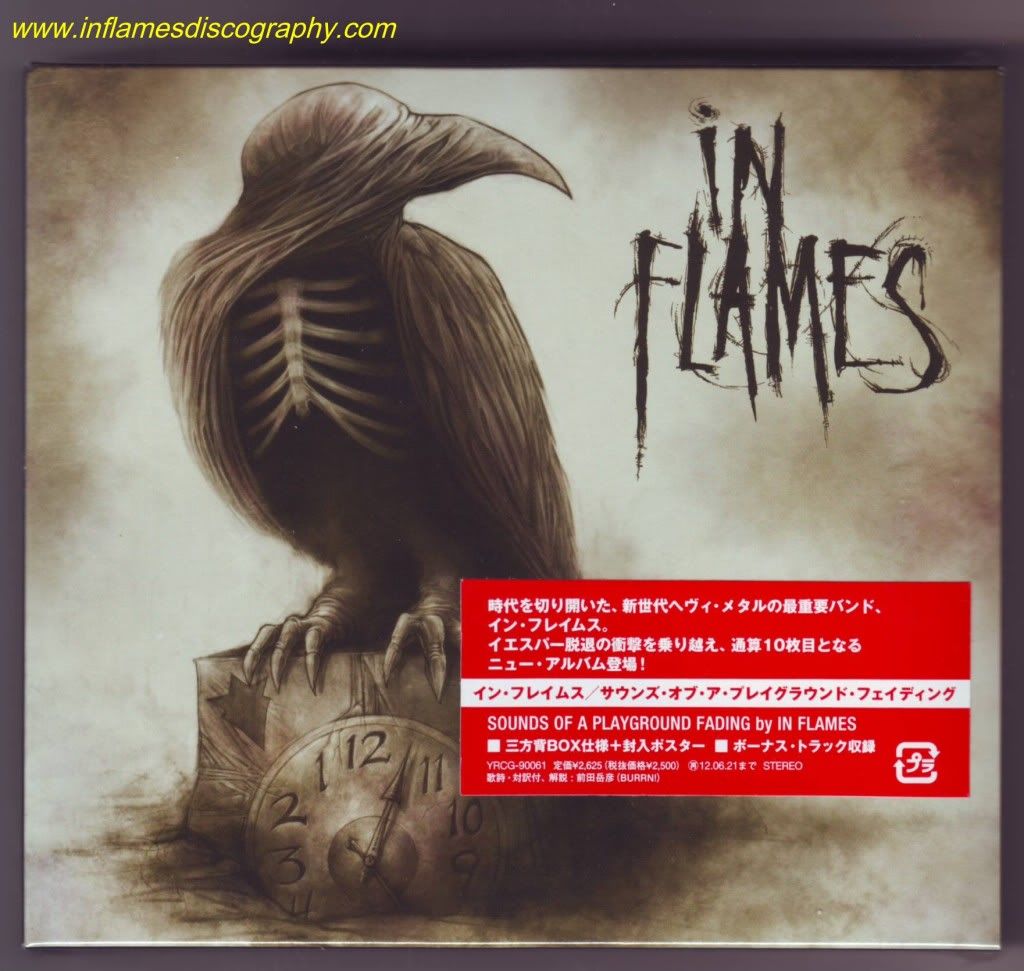 www.inflamesdiscography.com
iN
FLAMES
時代を切り開いた、新世代ヘヴィ・メタルの最重要バンド、
イン・フレイムス。
イエスパー脱退の衝撃を乗り越え、通算10枚目となる
ニュー・アルバム登場!
イン・フレイムス/サウンズ・オブ・ア・プレイグラウンド・フェイディング
SOUNDS OF A PLAYGROUND FADING by IN FLAMES
■ 三方背BOX仕様+封入ポスター ■ ボーナス・トラック収録
YRCG-90061 定価¥2,625(税抜価格¥2,500) 再12.06.21まで STEREO
歌詩・対訳付、解説:前田岳彦(BURRN!)
プラ
12
1 11
2 10
3 9
4